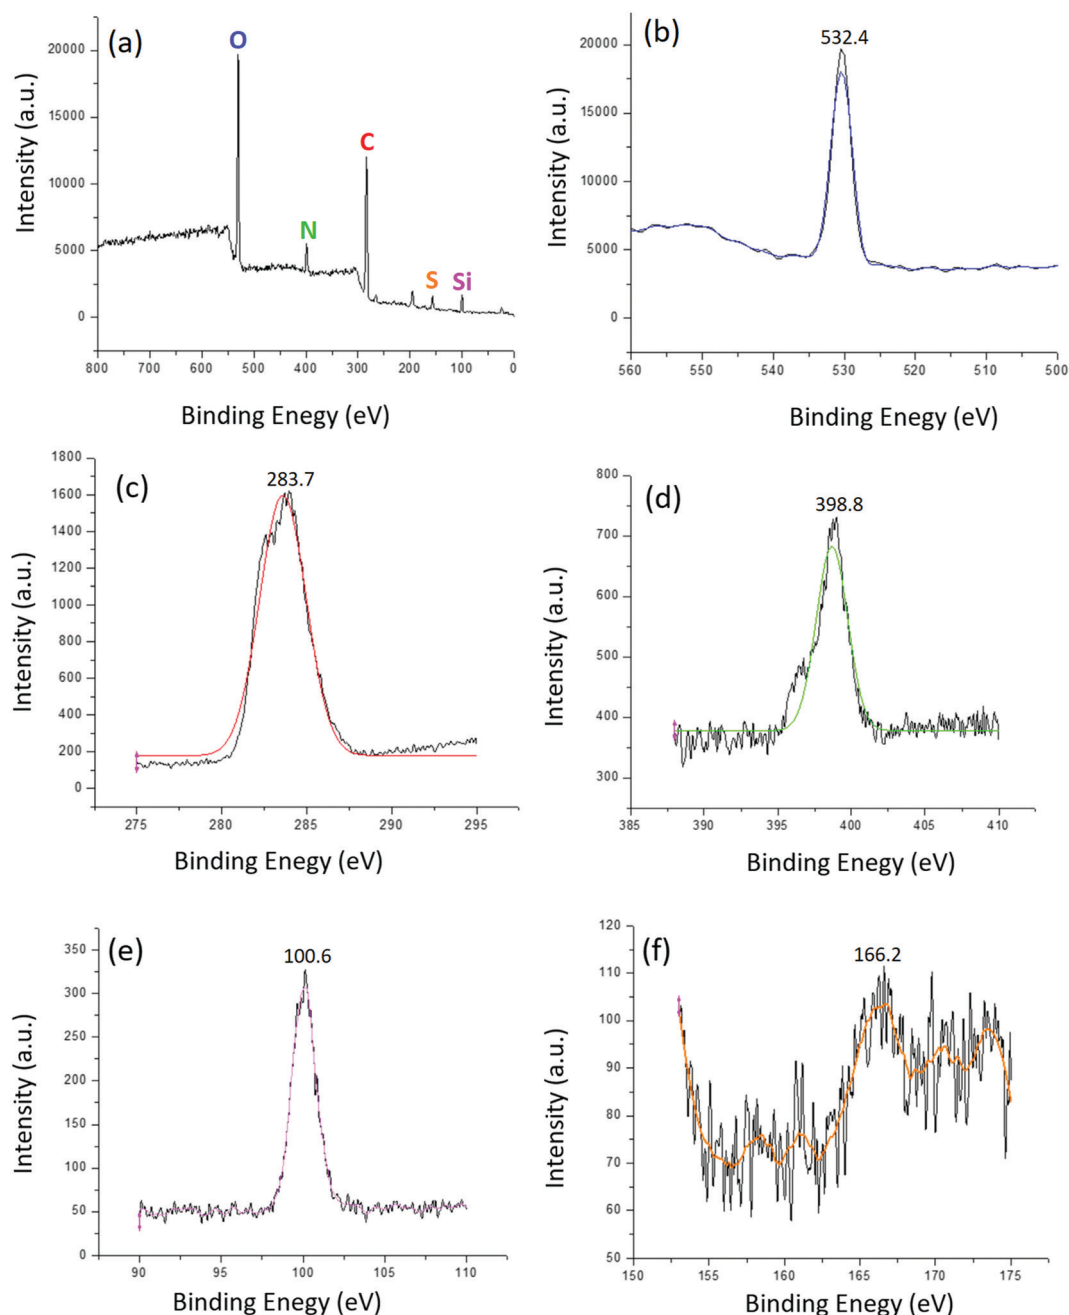 (a)
O
C
N
S
Si
20000
15000
10000
5000
0
800 700 600 500 400 300 200 100 0
Intensity (a.u.)
Binding Enegy (eV)
(b)
532.4
20000
15000
10000
5000
0
560 550 540 530 520 510 500
Intensity (a.u.)
Binding Enegy (eV)
(c)
283.7
1800
1600
1400
1200
1000
800
600
400
200
0
275 280 285 290 295
Intensity (a.u.)
Binding Enegy (eV)
(d)
398.8
800
700
600
500
400
300
385 390 395 400 405 410
Intensity (a.u.)
Binding Enegy (eV)
(e)
100.6
350
300
250
200
150
100
50
0
90 95 100 105 110
Intensity (a.u.)
Binding Enegy (eV)
(f)
166.2
120
110
100
90
80
70
60
50
150 155 160 165 170 175
Intensity (a.u.)
Binding Enegy (eV)